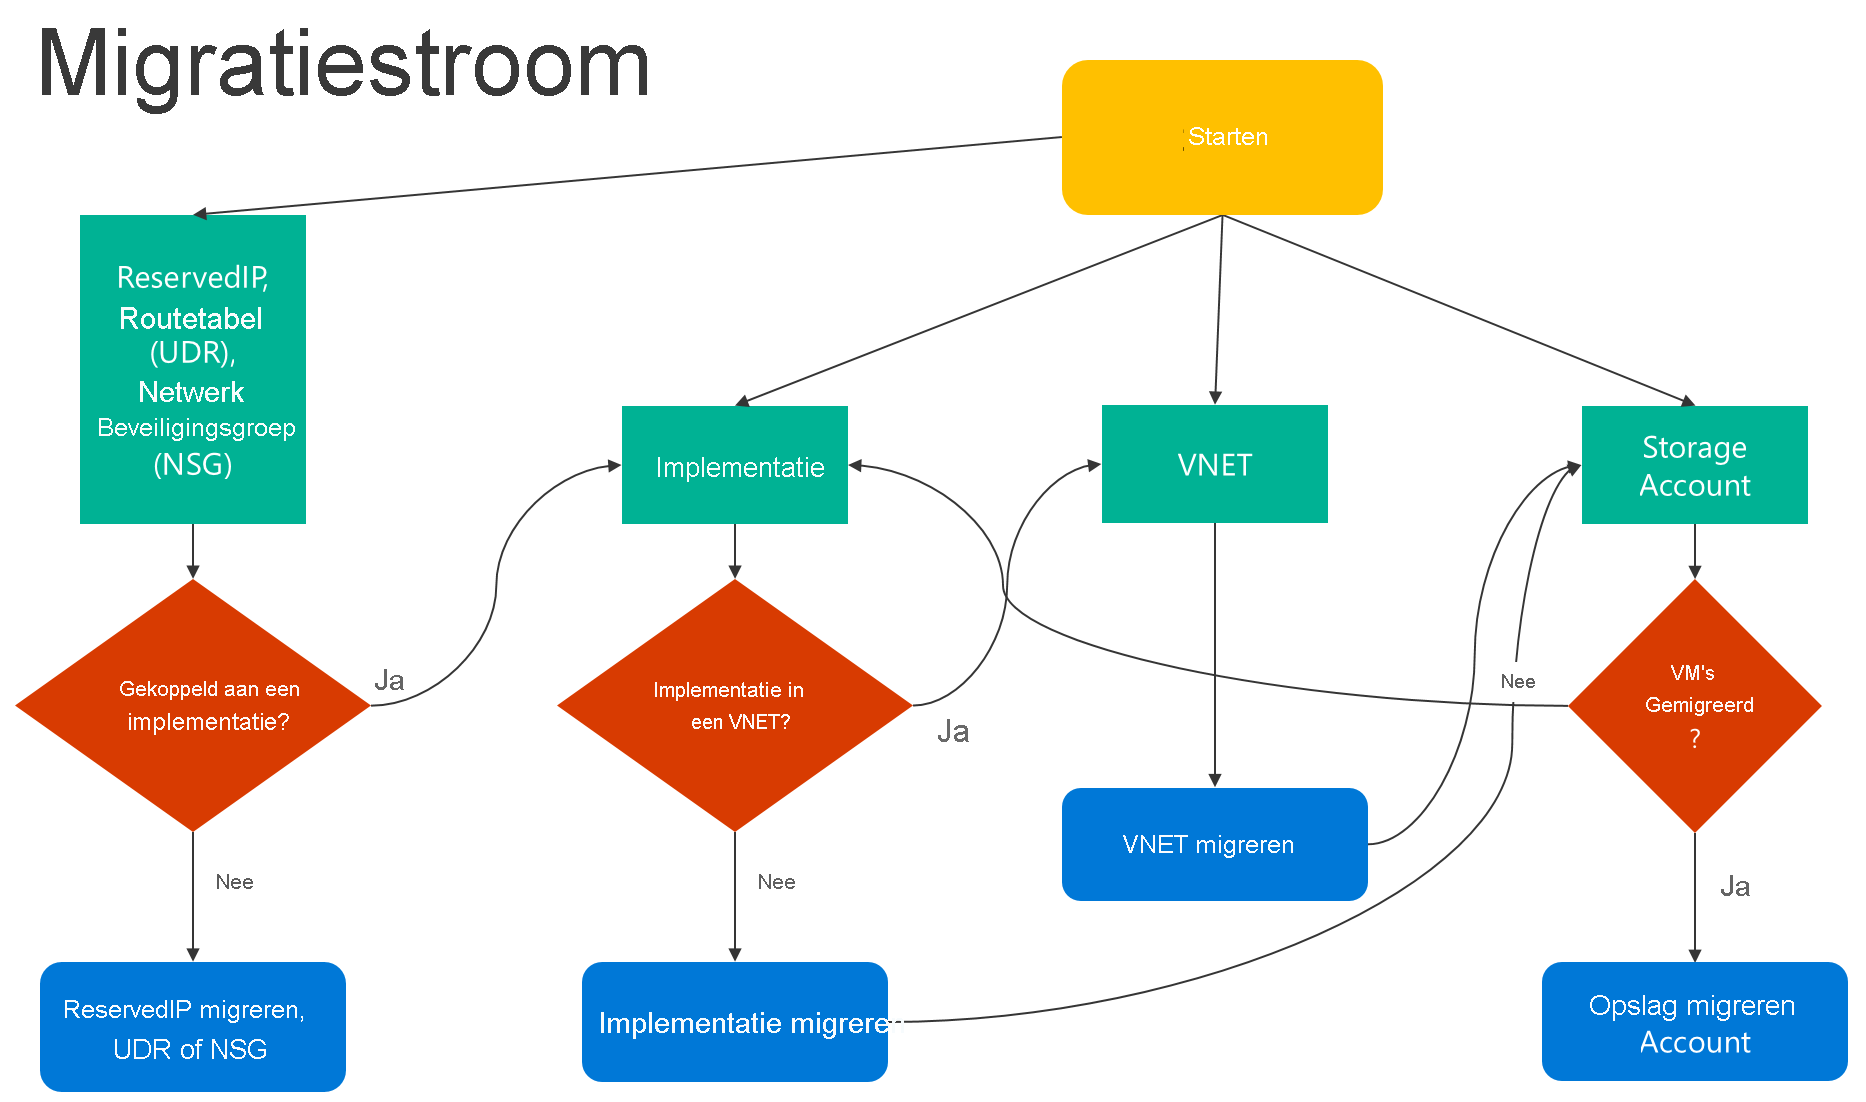 Migratiestroom
Starten
ReservedIP,
Routetabel
(UDR),
Netwerk
Beveiligingsgroep
(NSG)
Implementatie
VNET
Storage
Account
Gekoppeld aan een
implementatie?
Ja
Implementatie in
een VNET?
Ja
Nee
VM's
Gemigreerd
?
VNET migreren
Nee
Nee
Ja
ReservedIP migreren,
UDR of NSG
Implementatie migreren
Opslag migreren
Account